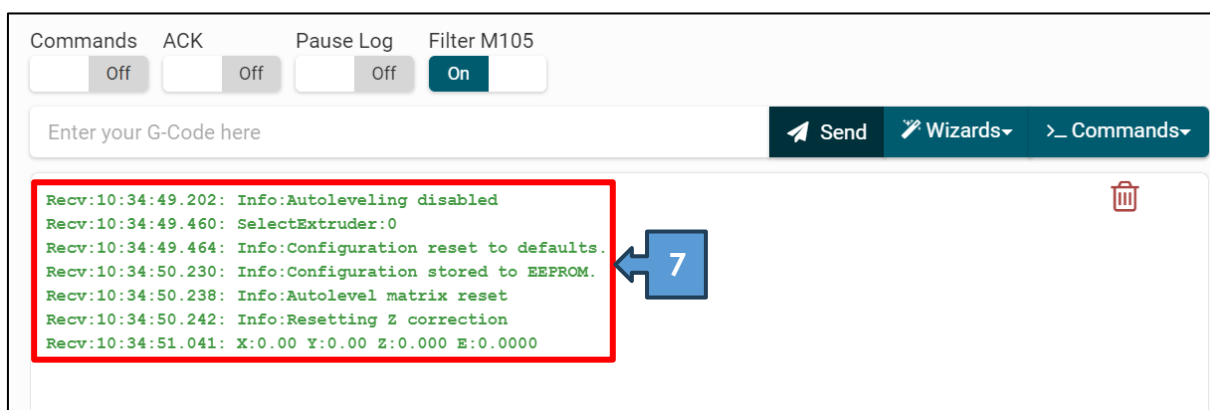 Commands ACK Pause Log Filter M105
Off Off Off On
Enter your G-Code here Send Wizards >_ Commands
Recv:10:34:49.202: Info:Autoleveling disabled
Recv:10:34:49.460: SelectExtruder:0
Recv:10:34:49.464: Info:Configuration reset to defaults.
Recv:10:34:50.230: Info:Configuration stored to EEPROM.
Recv:10:34:50.238: Info:Autolevel matrix reset
Recv:10:34:50.242: Info:Resetting Z correction
Recv:10:34:51.041: X:0.00 Y:0.00 Z:0.000 E:0.0000
7